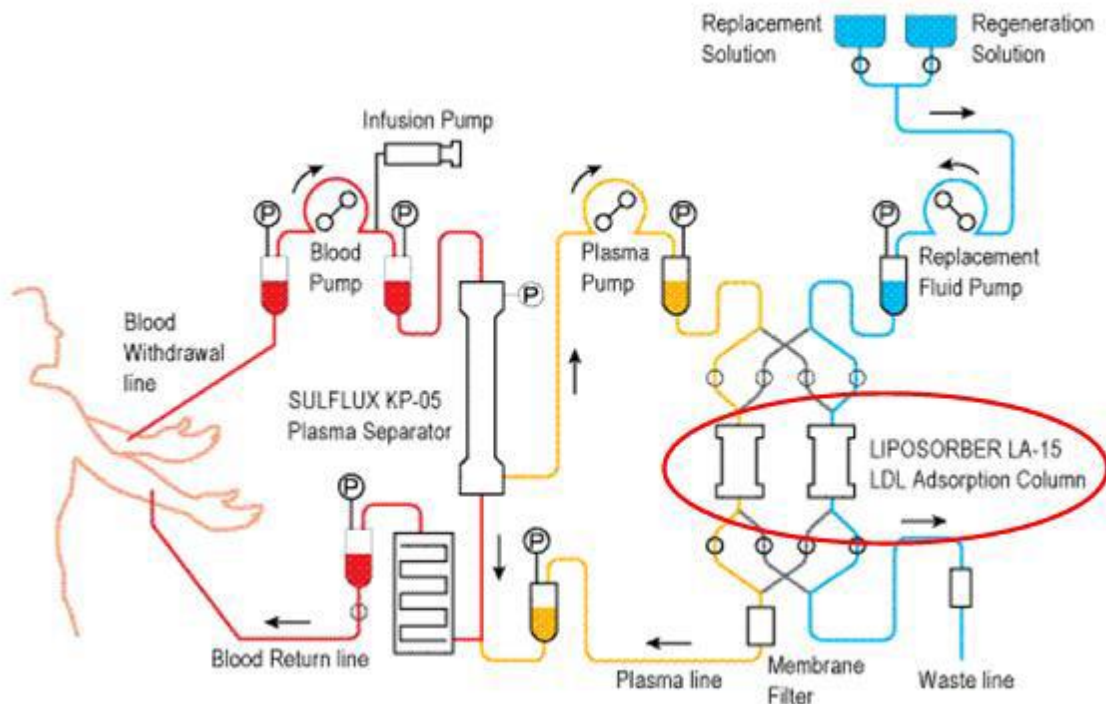 Replacement
Solution
Regeneration
Solution
Infusion Pump
P
P
Blood
Pump
Plasma
Pump
P
P
Replacement
Fluid Pump
P
Blood
Withdrawal
line
SULFLUX KP-05
Plasma Separator
LIPOSORBER LA-15
LDL Adsorption Column
P
P
Blood Return line
Plasma line
Membrane
Filter
Waste line